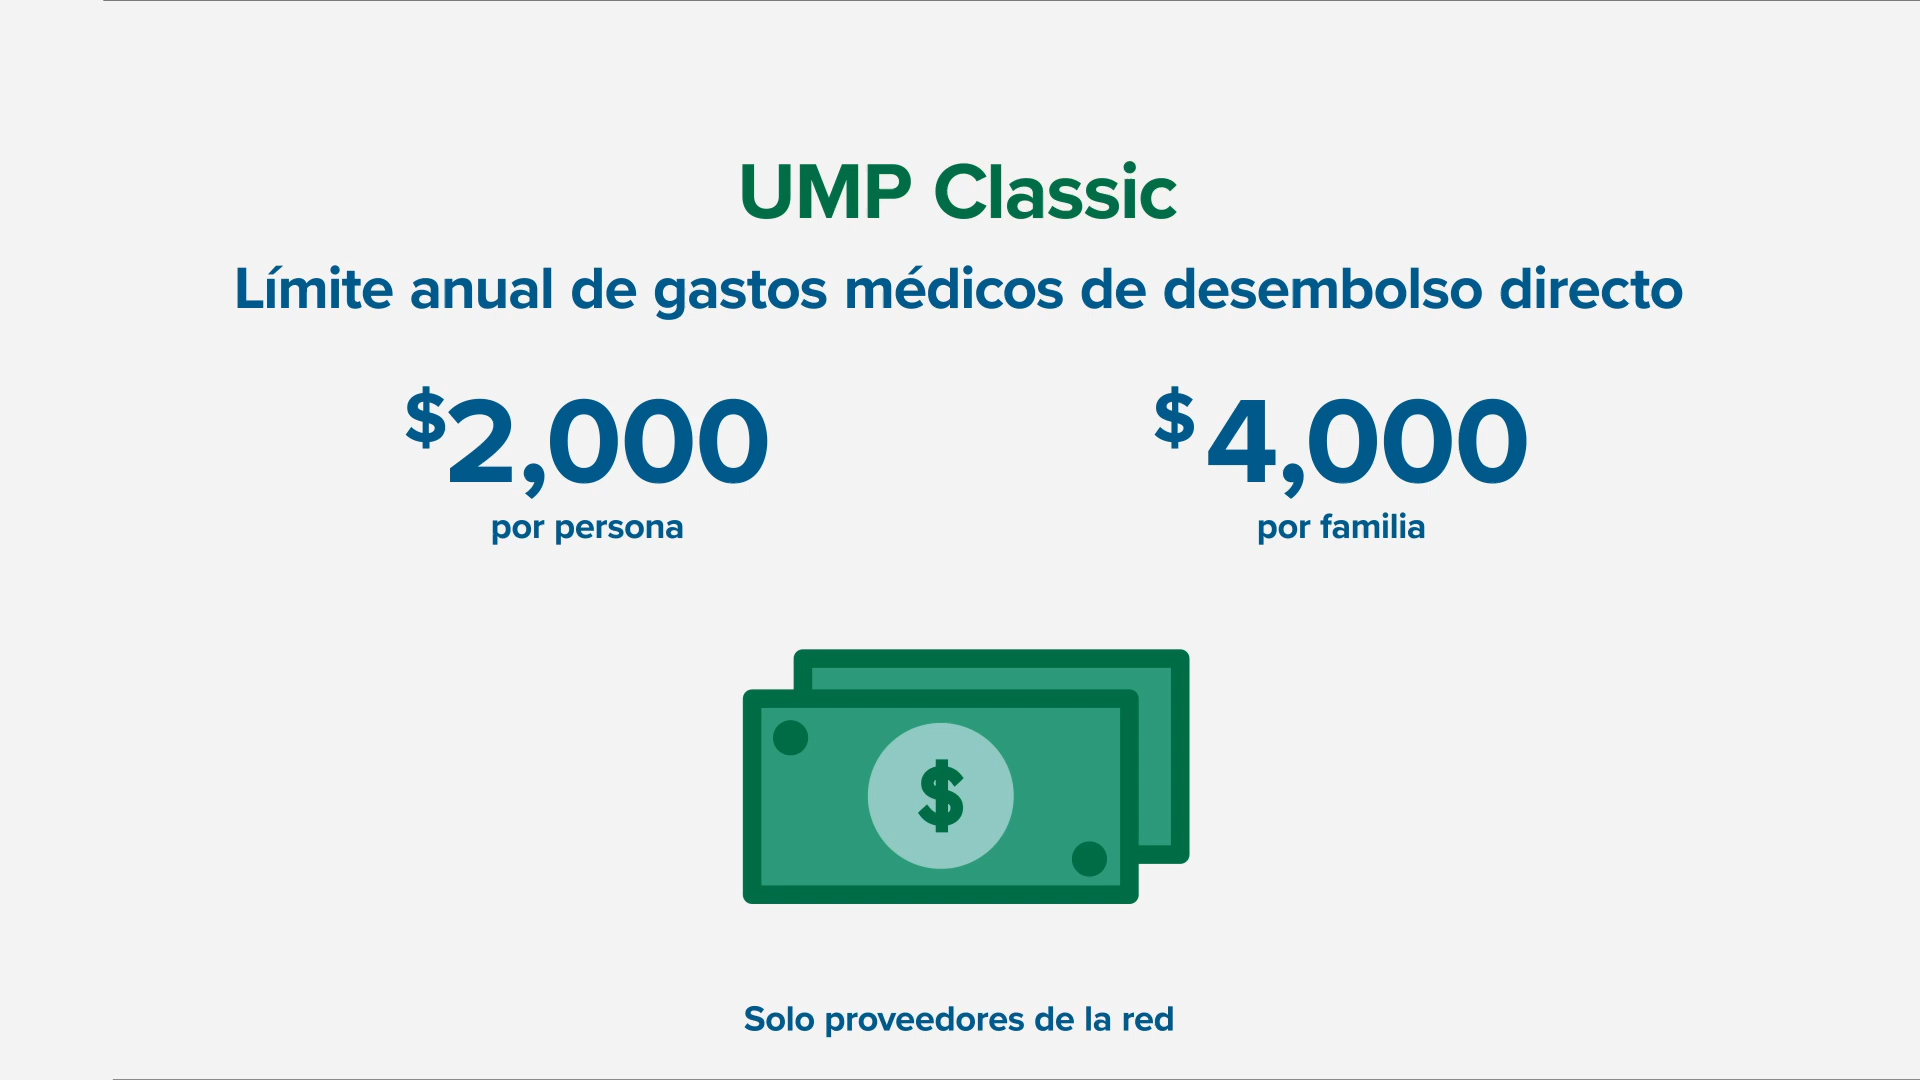 UMP Classic
Límite anual de gastos médicos de desembolso directo
$2,000
por persona
$4,000
por familia
$
Solo proveedores de la red